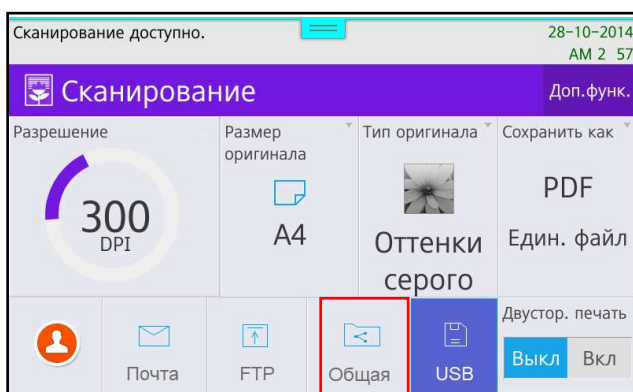 Сканирование доступно.
28-10-2014
AM 2 57
Сканирование
Доп.функ.
Разрешение
300
DPI
Размер
оригинала
A4
Тип оригинала
Оттенки
серого
Сохранить как
PDF
Един. файл
Почта
FTP
Общая
USB
Двустор. печать
Выкл
Вкл